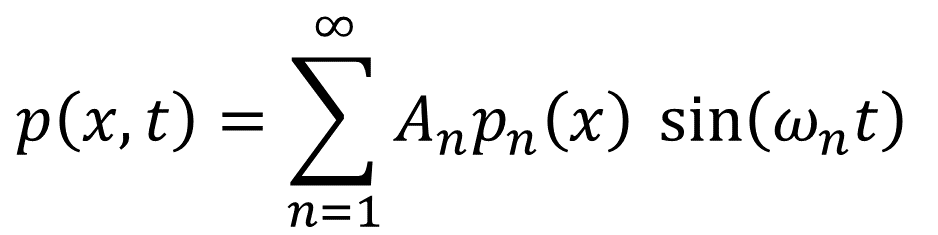 p(x, t) = ∑_{n=1}^{∞} A_n p_n(x) sin(ω_n t)